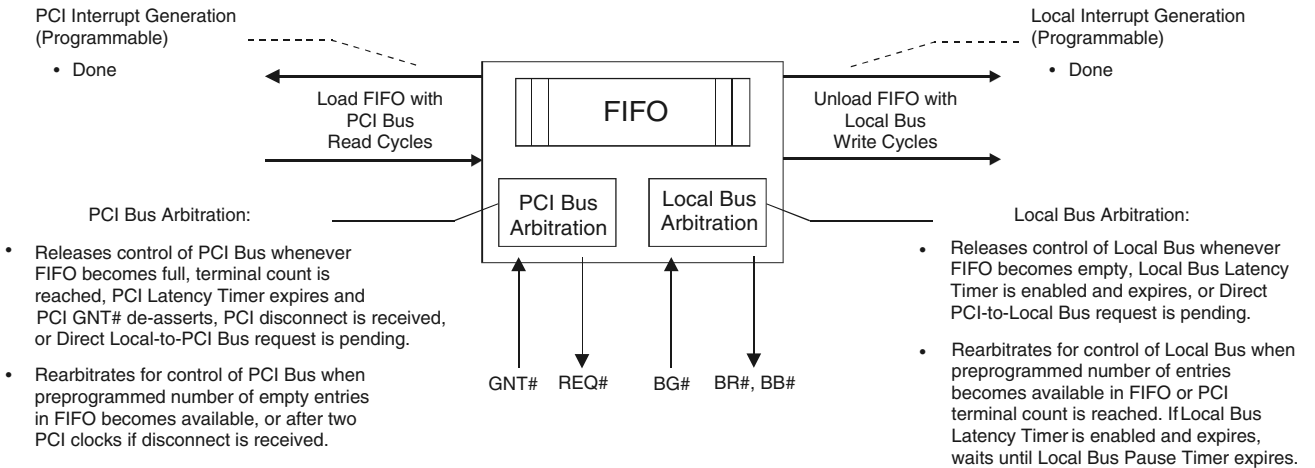 PCI Interrupt Generation
(Programmable)
• Done
Local Interrupt Generation
(Programmable)
• Done
Load FIFO with
PCI Bus
Read Cycles
FIFO
Unload FIFO with
Local Bus
Write Cycles
PCI Bus
Arbitration
Local Bus
Arbitration
GNT#
REQ#
BG#
BR#, BB#
PCI Bus Arbitration:
• Releases control of PCI Bus whenever
FIFO becomes full, terminal count is
reached, PCI Latency Timer expires and
PCI GNT# de-asserts, PCI disconnect is received,
or Direct Local-to-PCI Bus request is pending.
• Rearbitrates for control of PCI Bus when
preprogrammed number of empty entries
in FIFO becomes available, or after two
PCI clocks if disconnect is received.
Local Bus Arbitration:
• Releases control of Local Bus whenever
FIFO becomes empty, Local Bus Latency
Timer is enabled and expires, or Direct
PCI-to-Local Bus request is pending.
• Rearbitrates for control of Local Bus when
preprogrammed number of entries
becomes available in FIFO or PCI
terminal count is reached. If Local Bus
Latency Timer is enabled and expires,
waits until Local Bus Pause Timer expires.